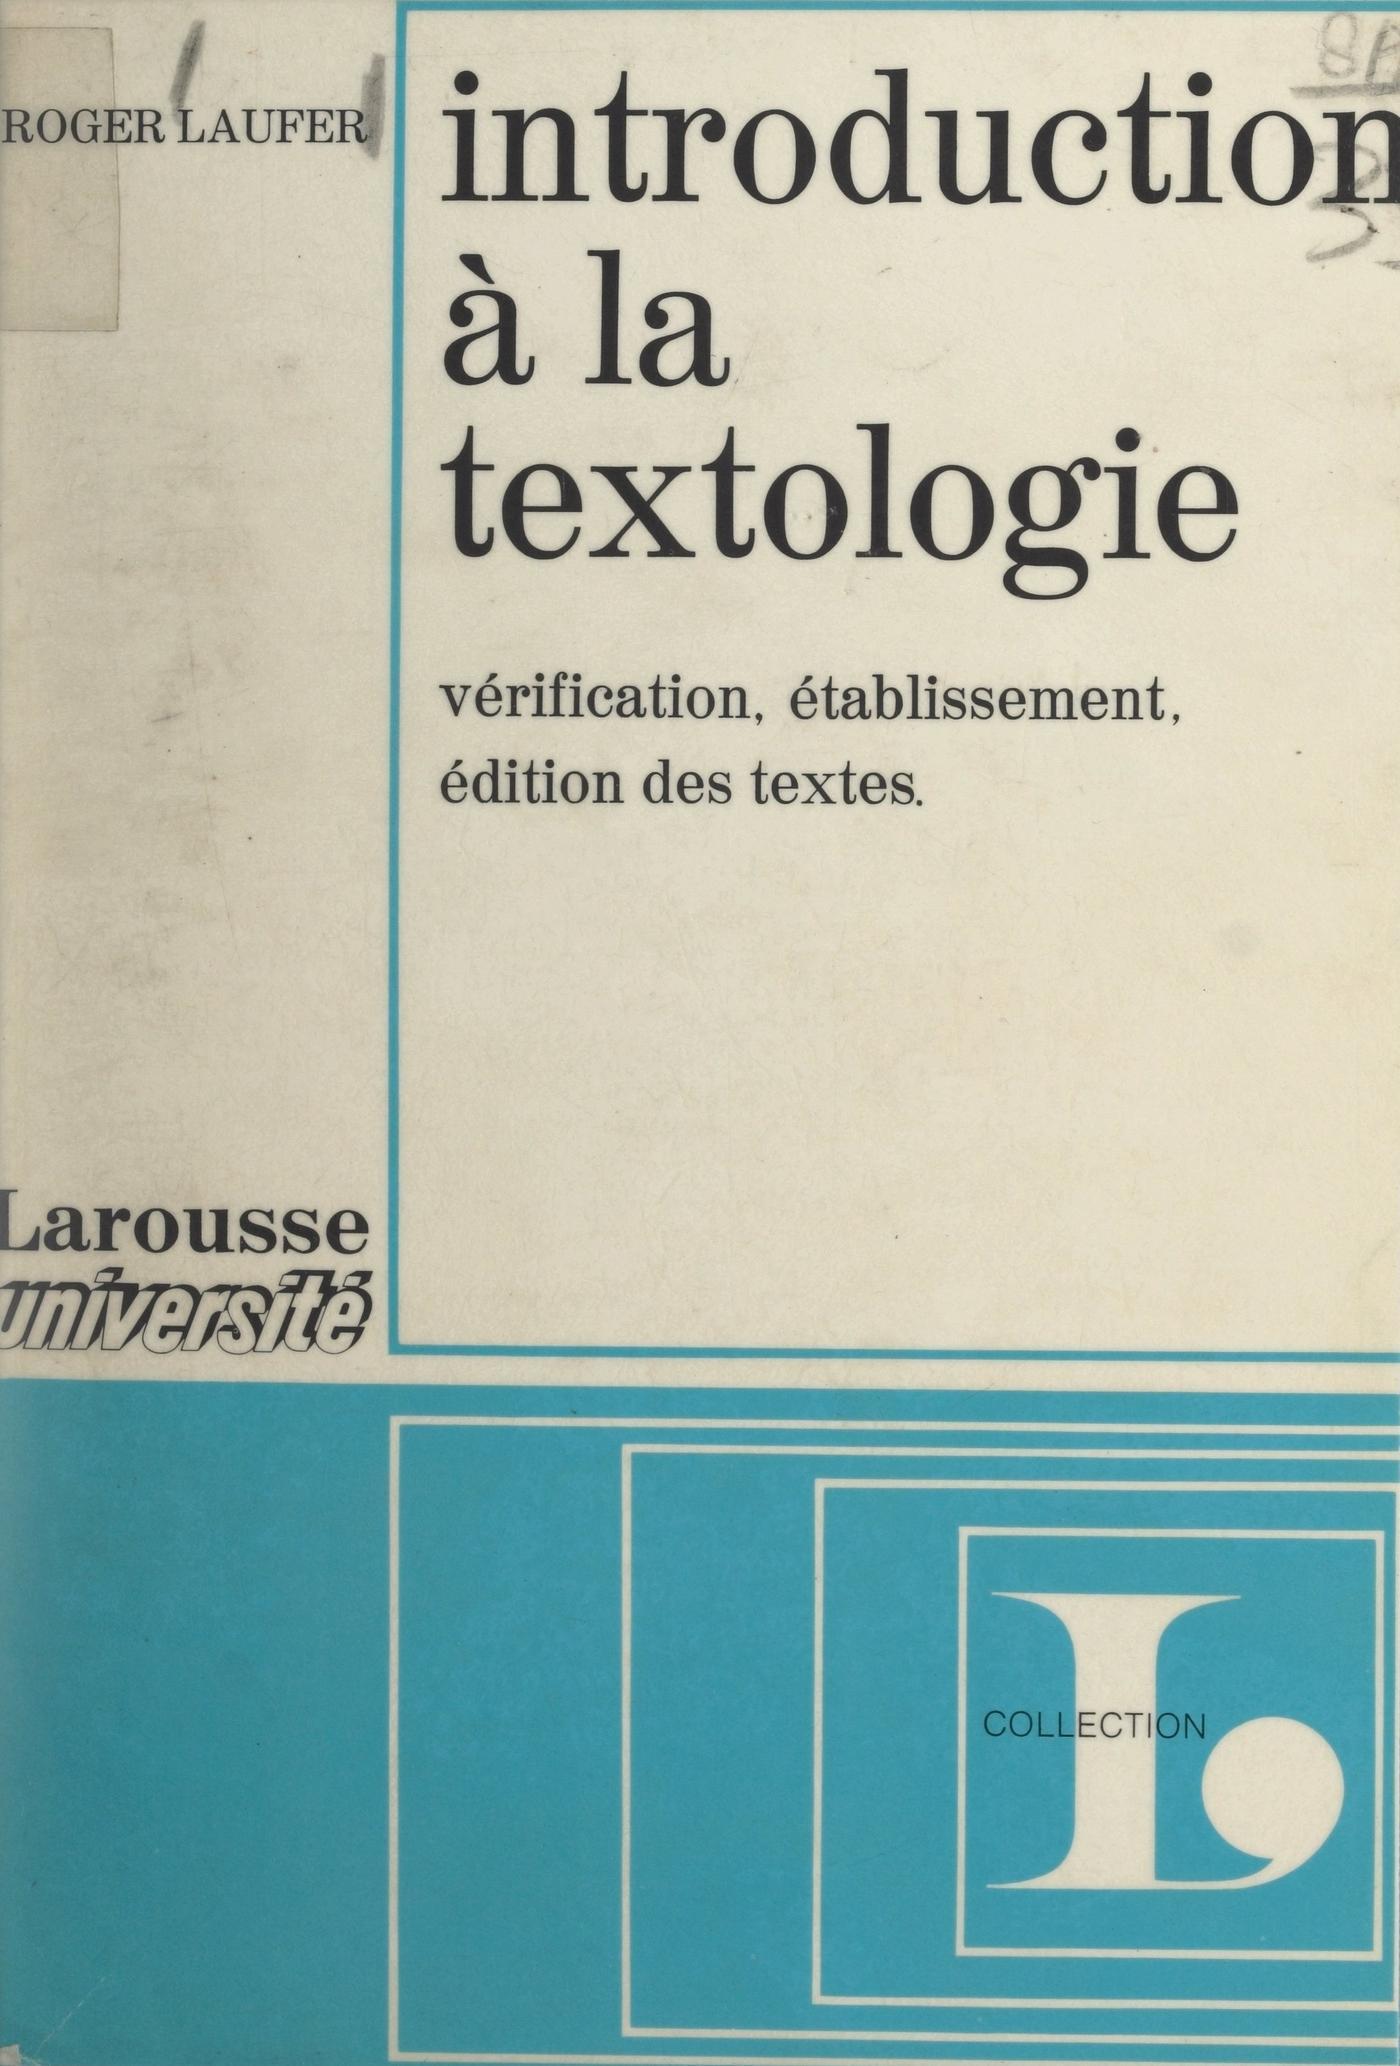 ROGER LAUFER
introduction
à la
textologie
vérification, établissement,
édition des textes.
Larousse
université
COLLECTION
L